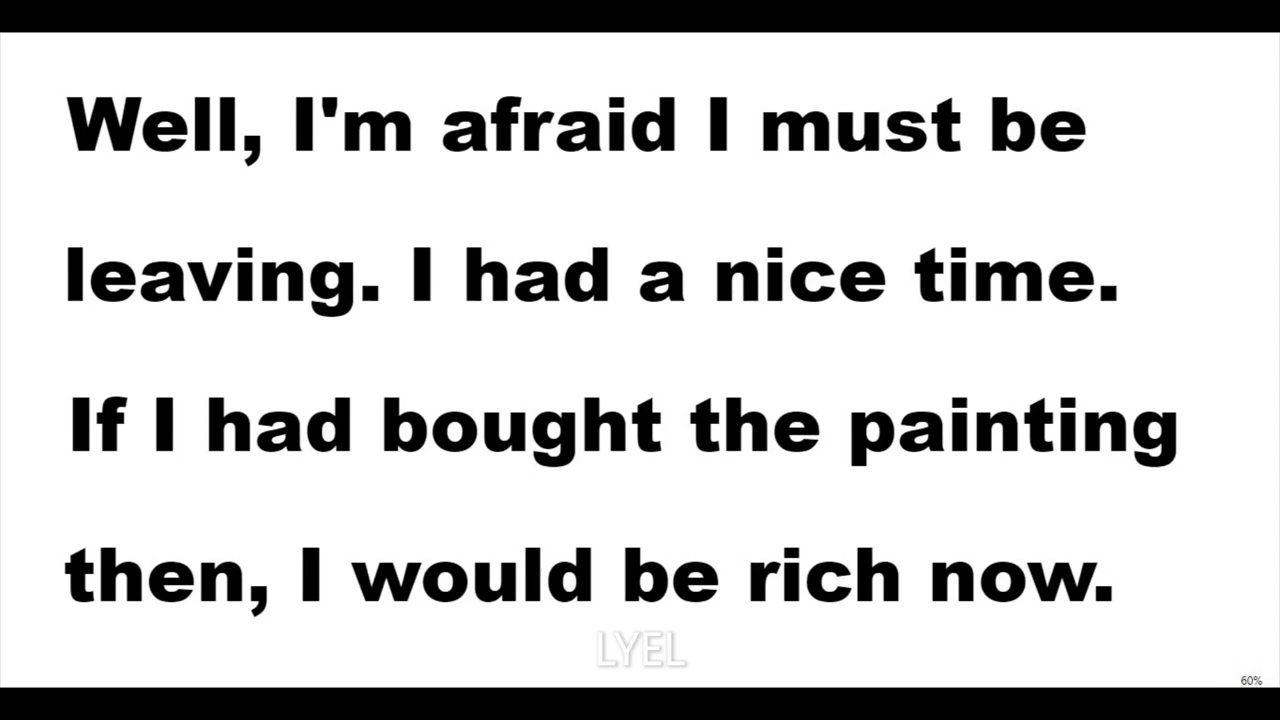 Well, I'm afraid I must be
leaving. I had a nice time.
If I had bought the painting
then, I would be rich now.
LYEL
60%